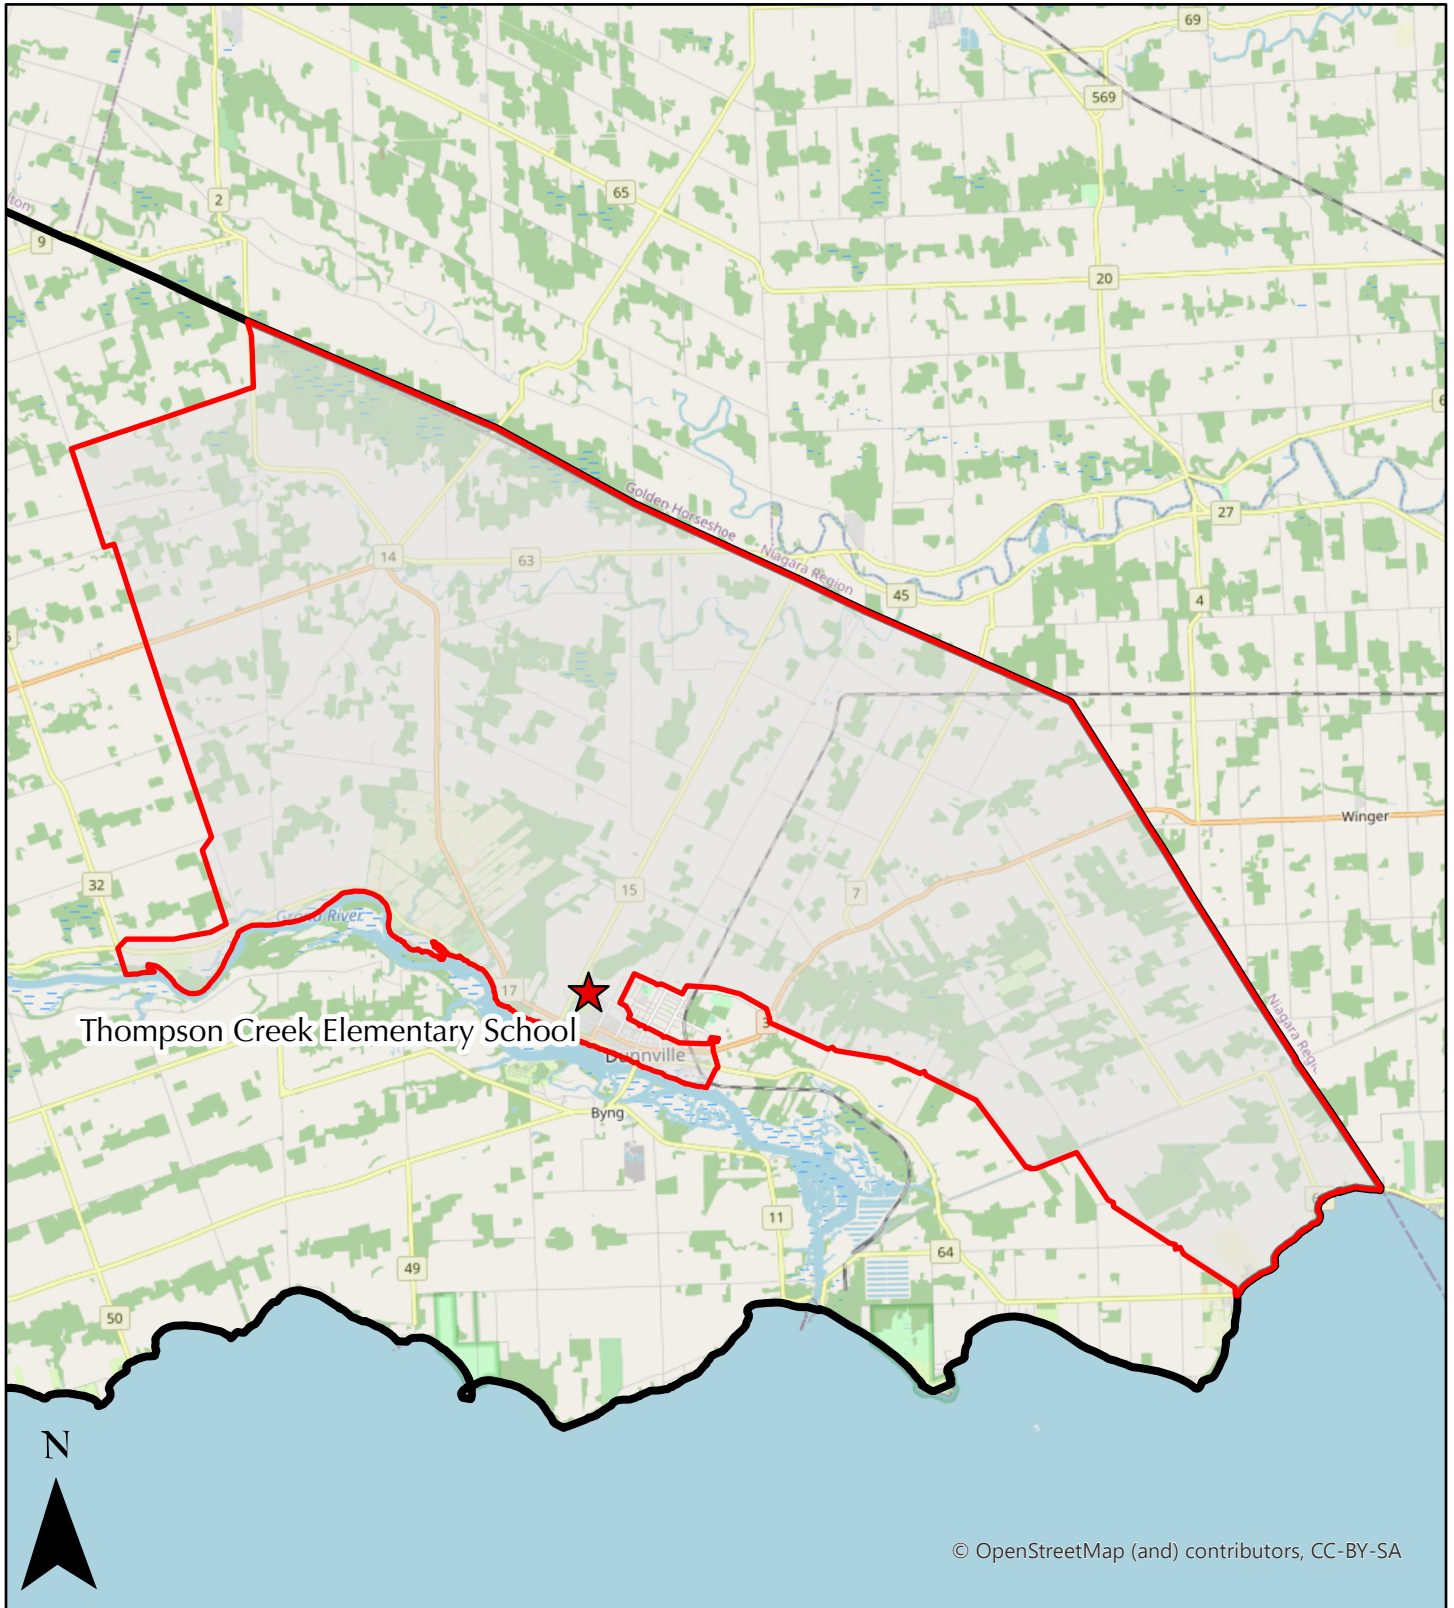 69
569
ton
2
65
9
20
Golden Horseshoe
Niagara Region
27
14
63
45
4
Winger
32
15
7
Grand River
17
3
Thompson Creek Elementary School
Dunnville
Niagara Regio
Byng
11
64
49
50
N
© OpenStreetMap (and) contributors, CC-BY-SA